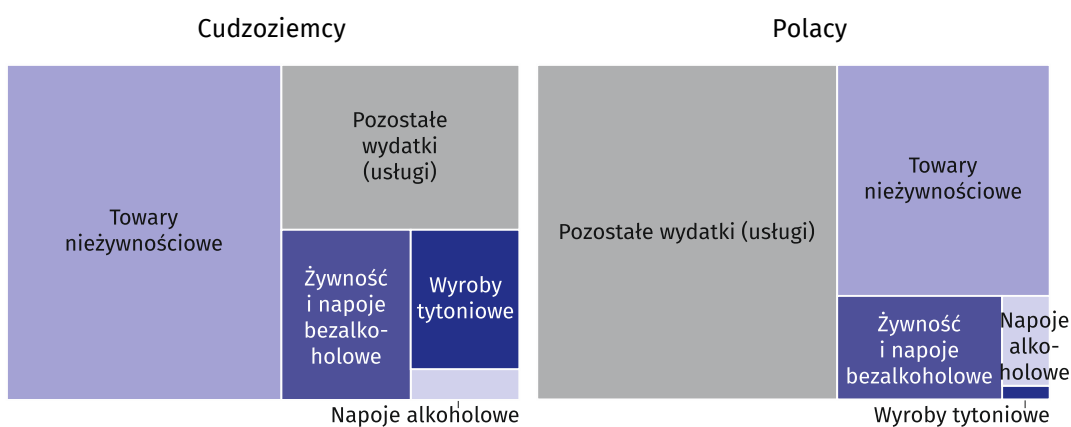 Cudzoziemcy
Towary
nieżywnościowe
Pozostałe
wydatki
(usługi)
Żywność
i napoje
bezalko-
holowe
Wyroby
tytoniowe
Napoje alkoholowe
Polacy
Pozostałe wydatki (usługi)
Towary
nieżywnościowe
Żywność
i napoje
bezalkoholowe
Napoje
alko-
holowe
Wyroby tytoniowe